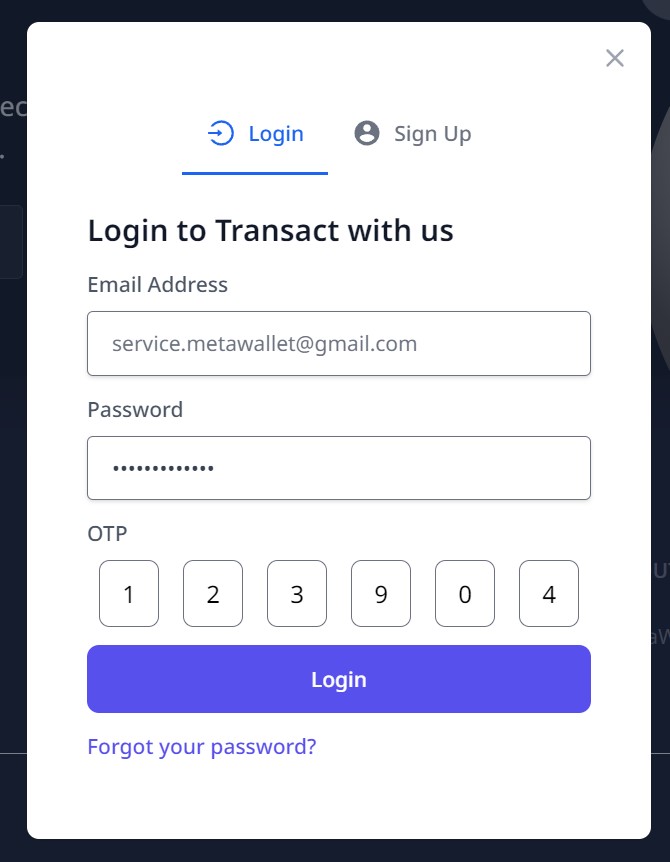 Login Sign Up
Login to Transact with us
Email Address
service.metawallet@gmail.com
Password
•••••••••••••
OTP
1 2 3 9 0 4
Login
Forgot your password?